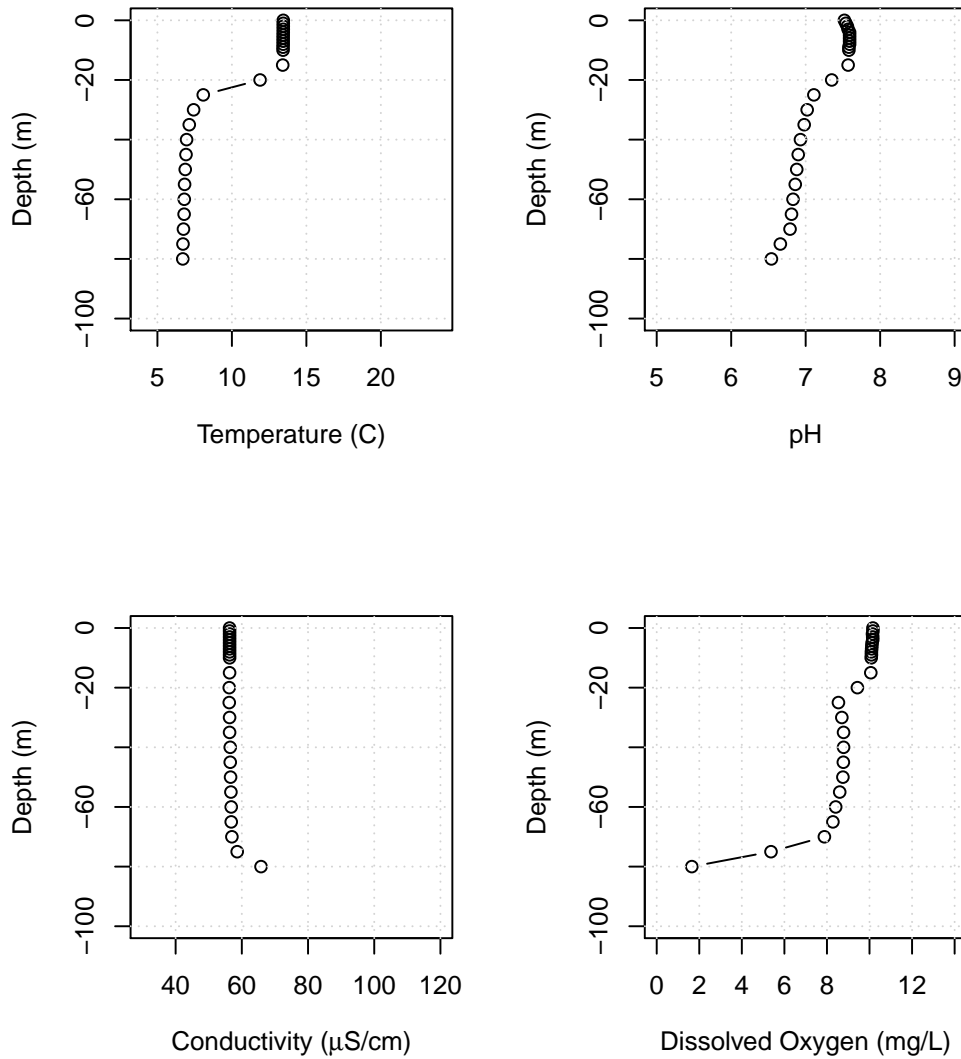 0
−20
−60
−100
Depth (m)
5 10 15 20
Temperature (C)
0
−20
−60
−100
Depth (m)
5 6 7 8 9
pH
0
−20
−60
−100
Depth (m)
40 60 80 100 120
Conductivity (µS/cm)
0
−20
−60
−100
Depth (m)
0 2 4 6 8 12
Dissolved Oxygen (mg/L)